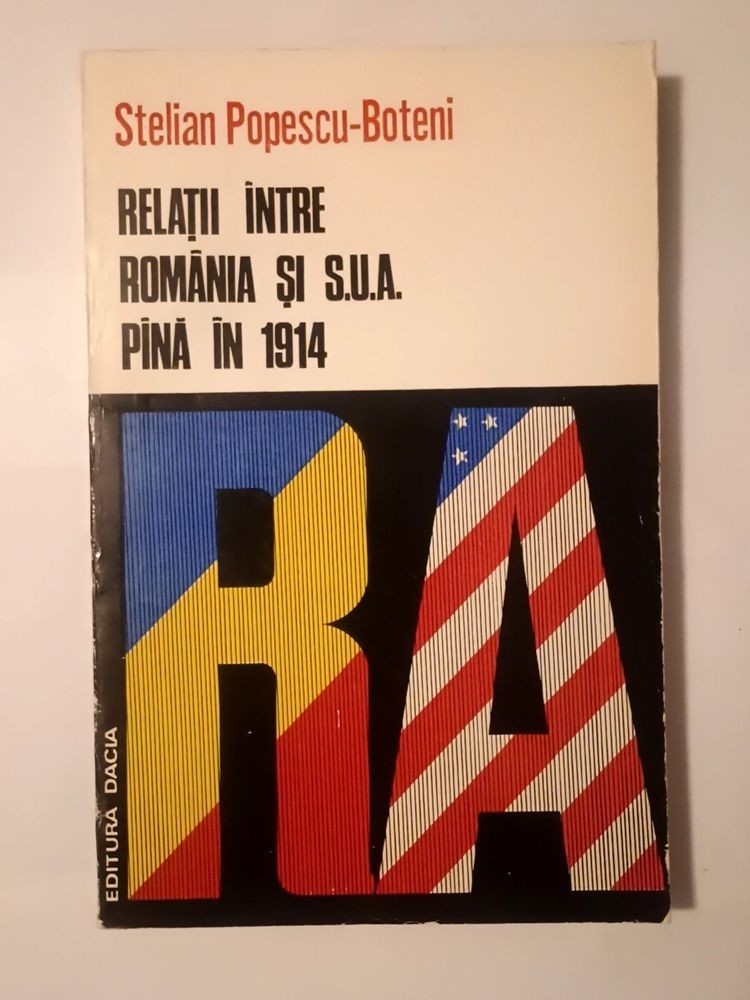 Stelian Popescu-Boteni
RELAȚII ÎNTRE
ROMÂNIA ȘI S.U.A.
PÎNĂ ÎN 1914
RA
EDITURA DACIA